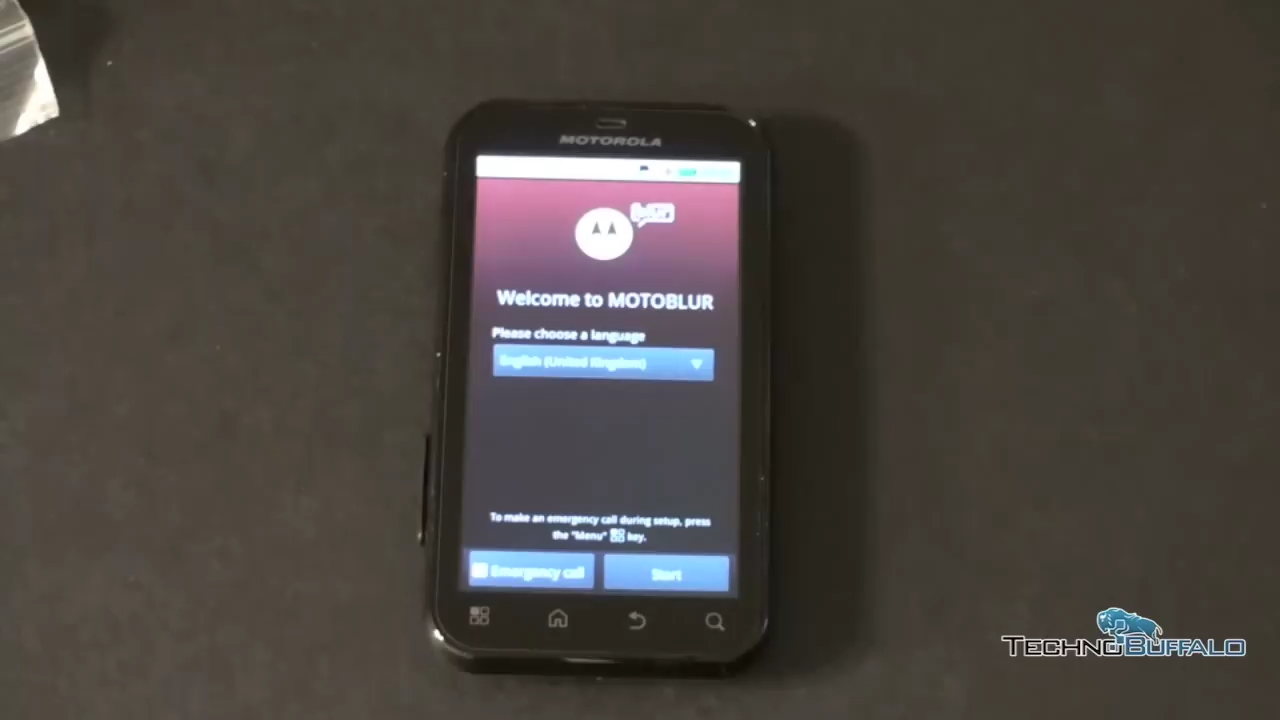 MOTOROLA
Welcome to MOTOBLUR
Please choose a language
English (United Kingdom)
To make an emergency call during setup, press
the "Menu" key.
Emergency call
Start
TECHNOBUFFALO